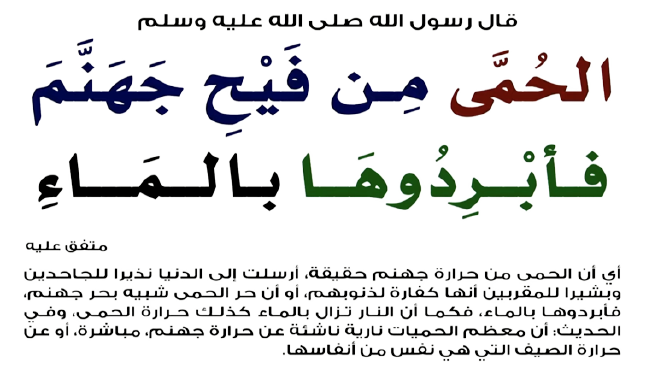 قال رسول الله صلى الله عليه وسلم
الحُمَّى مِن فَيْحِ جَهَنَّمَ
فأبْرِدُوهَا بالمَاءِ
متفق عليه
أي أن الحمى من حرارة جهنم حقيقة، أرسلت إلى الدنيا نذيرا للجاحدين
وبشيرا للمقربين أنها كفارة لذنوبهم، أو أن حر الحمى شبيه بحر جهنم،
فأبردوها بالماء، فكما أن النار تزال بالماء كذلك حرارة الحمى، وفي
الحديث: أن معظم الحميات نارية ناشئة عن حرارة جهنم، مباشرة، أو عن
حرارة الصيف التي هي نفس من أنفاسها.